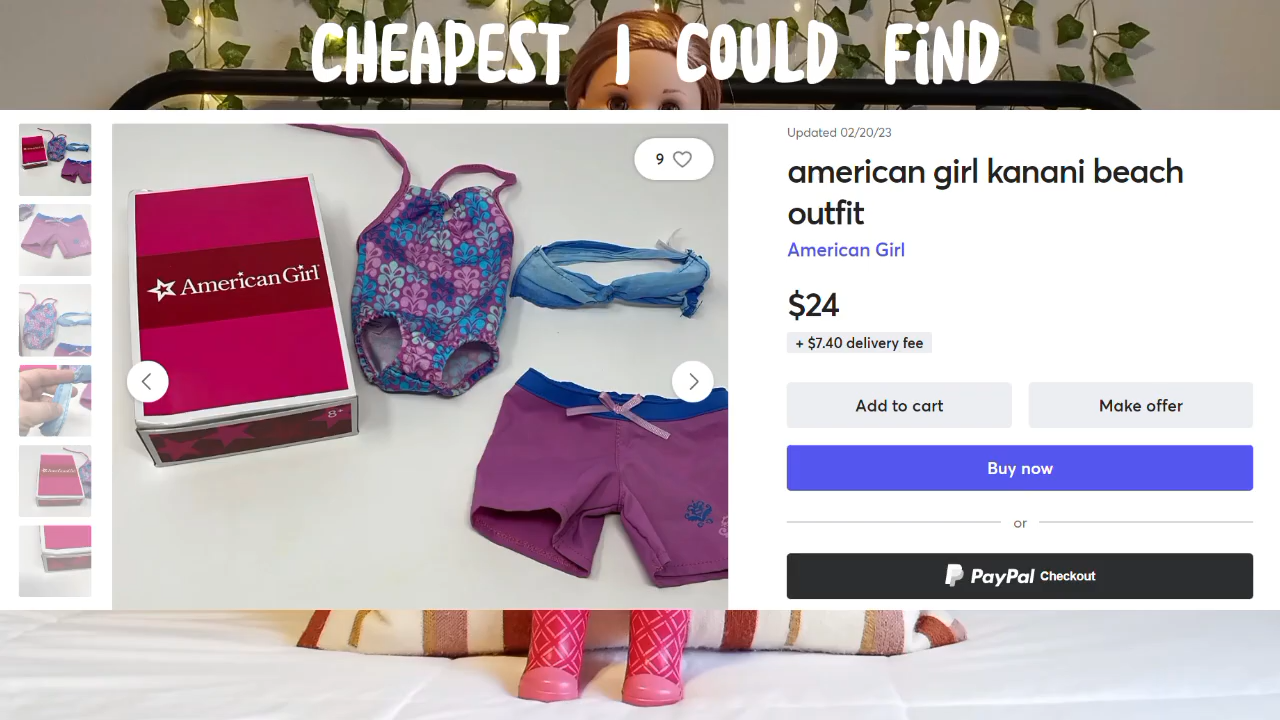 CHEAPEST I COULD FiND
Updated 02/20/23
9
american girl kanani beach
outfit
American Girl
American Girl
$24
+ $7.40 delivery fee
Add to cart
Make offer
8+
Buy now
or
PayPal Checkout